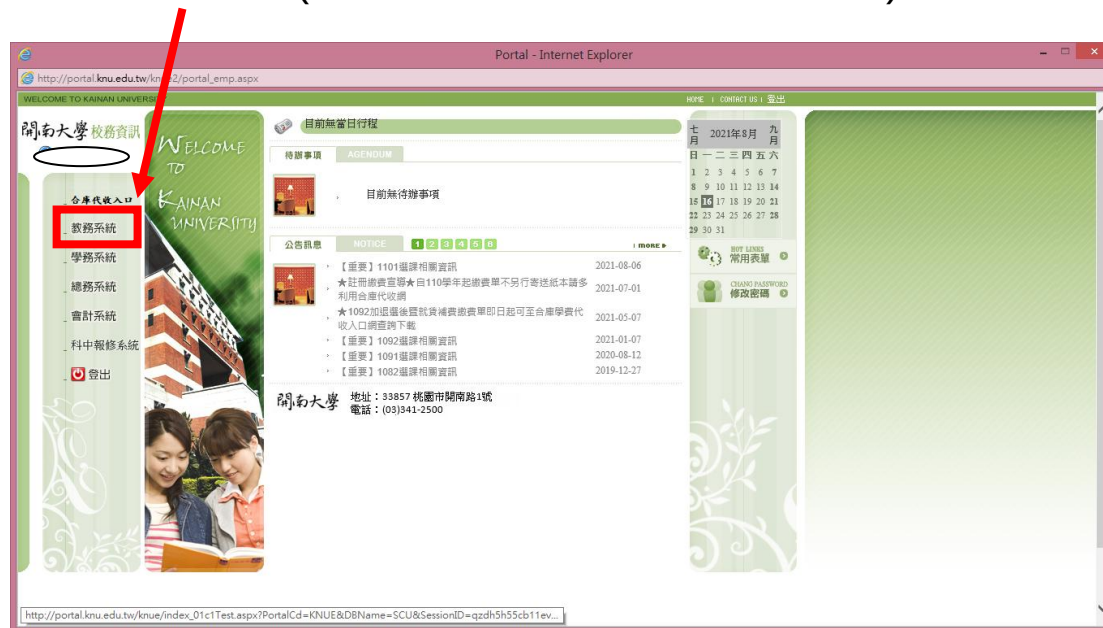 Portal - Internet Explorer
http://portal.knu.edu.tw/knue2/portal_emp.aspx
WELCOME TO KAINAN UNIVERSITY
HOME | CONTACT US | 登出
開南大學 校務資訊
WELCOME
TO
KAINAN
UNIVERSITY
合庫代收入口
教務系統
學務系統
總務系統
會計系統
科中報修系統
登出
目前無當日行程
待辦事項 AGENDUM
目前無待辦事項
公告訊息 NOTICE 1 2 3 4 5 6
MORE
【重要】1101選課相關資訊 2021-08-06
★註冊繳費宣導★自110學年起繳費單不另行寄送紙本請多
利用合庫代收網 2021-07-01
★1092加退選後暨就貸補費繳費單即日起可至合庫學費代
收入口網查詢下載 2021-05-07
【重要】1092選課相關資訊 2021-01-07
【重要】1091選課相關資訊 2020-08-12
【重要】1082選課相關資訊 2019-12-27
開南大學
地址：33857 桃園市開南路1號
電話：(03)341-2500
七月 2021年8月 九月
日 一 二 三 四 五 六
1 2 3 4 5 6 7
8 9 10 11 12 13 14
15 16 17 18 19 20 21
22 23 24 25 26 27 28
29 30 31
HOT LINES
常用表單
CHANG PASSWORD
修改密碼
http://portal.knu.edu.tw/knue/index_01c1Test.aspx?PortalCd=KNUE&DBName=SCU&SessionID=qzdh5h55cb11ev...